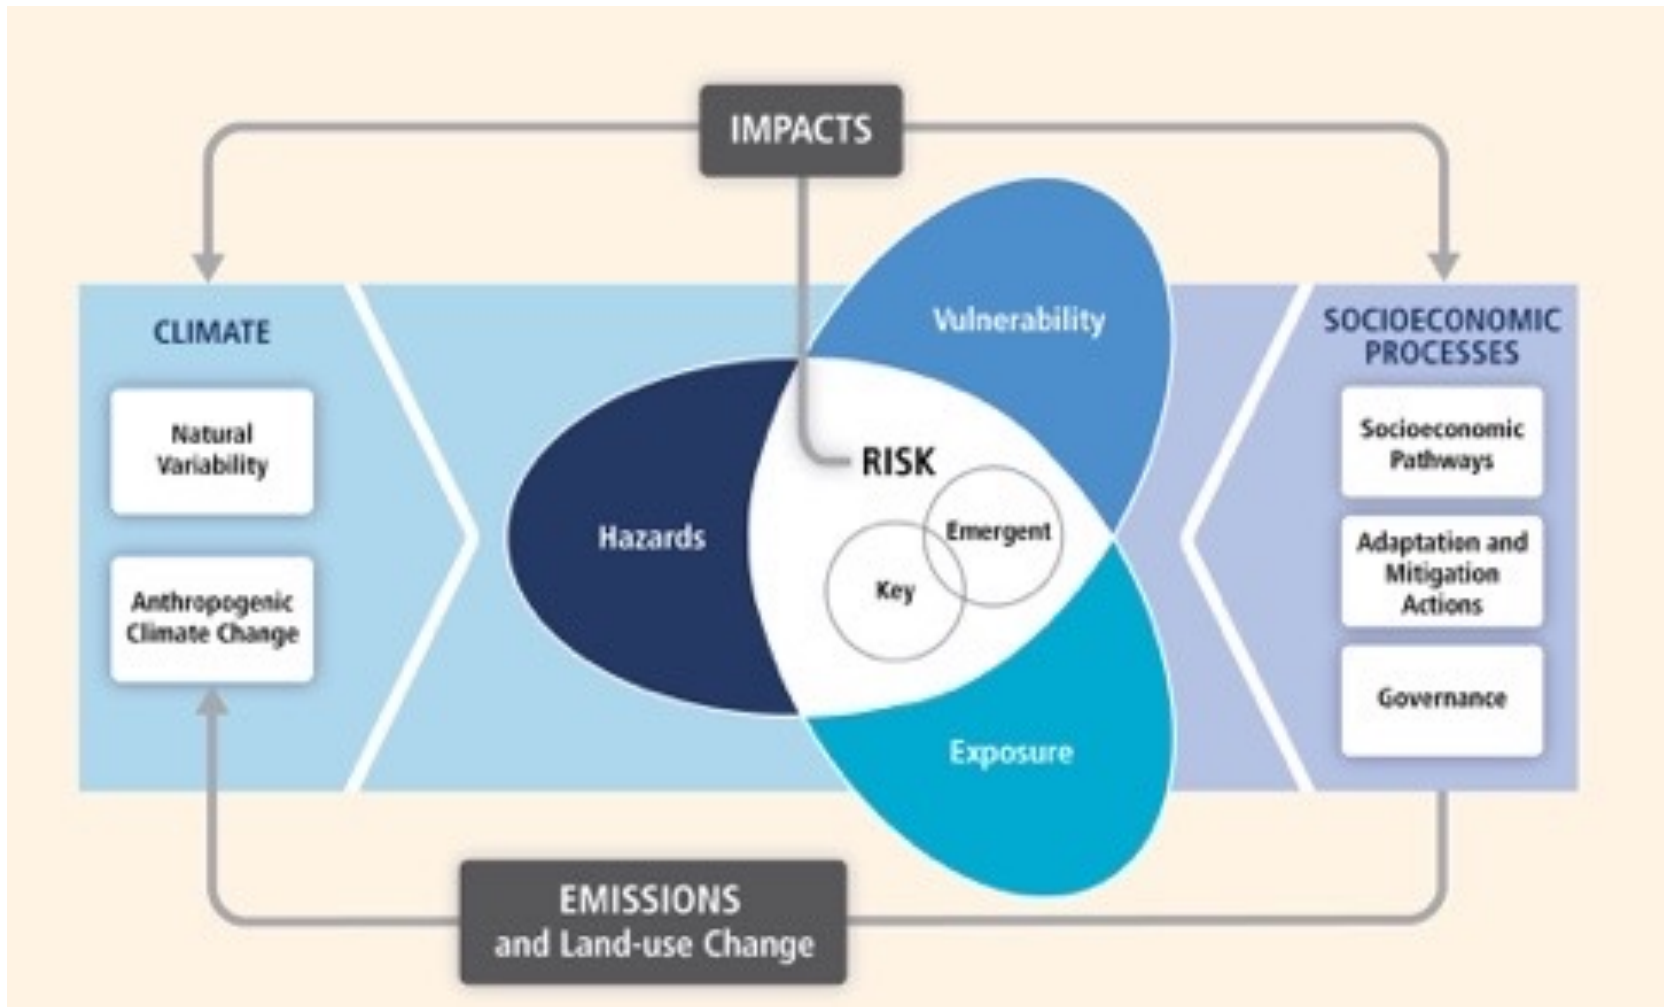 IMPACTS
CLIMATE
Natural
Variability
Anthropogenic
Climate Change
Vulnerability
Hazards
RISK
Emergent
Key
Exposure
SOCIOECONOMIC
PROCESSES
Socioeconomic
Pathways
Adaptation and
Mitigation
Actions
Governance
EMISSIONS
and Land-use Change